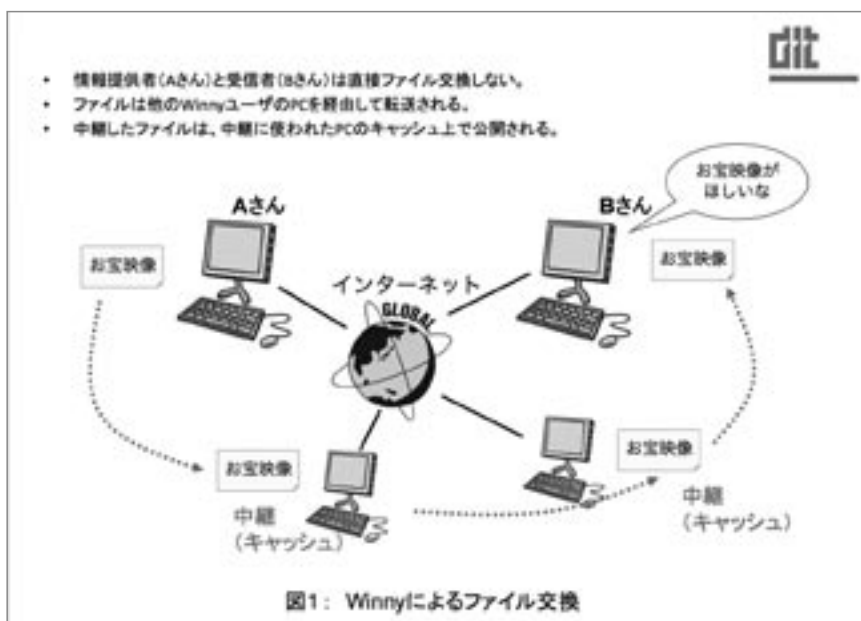 dit
• 情報提供者(Aさん)と受信者(Bさん)は直接ファイル交換しない。
• ファイルは他のWinnyユーザのPCを経由して転送される。
• 中継したファイルは、中継に使われたPCのキャッシュ上で公開される。
お宝映像が
ほしいな
Aさん
Bさん
お宝映像
お宝映像
インターネット
GLOBAL
お宝映像
お宝映像
中継
(キャッシュ)
中継
(キャッシュ)
図1: Winnyによるファイル交換